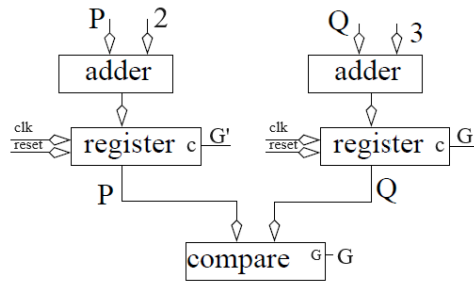 P 2 Q 3
adder adder
clk clk
reset register c G' reset register c G
P Q
compare G G